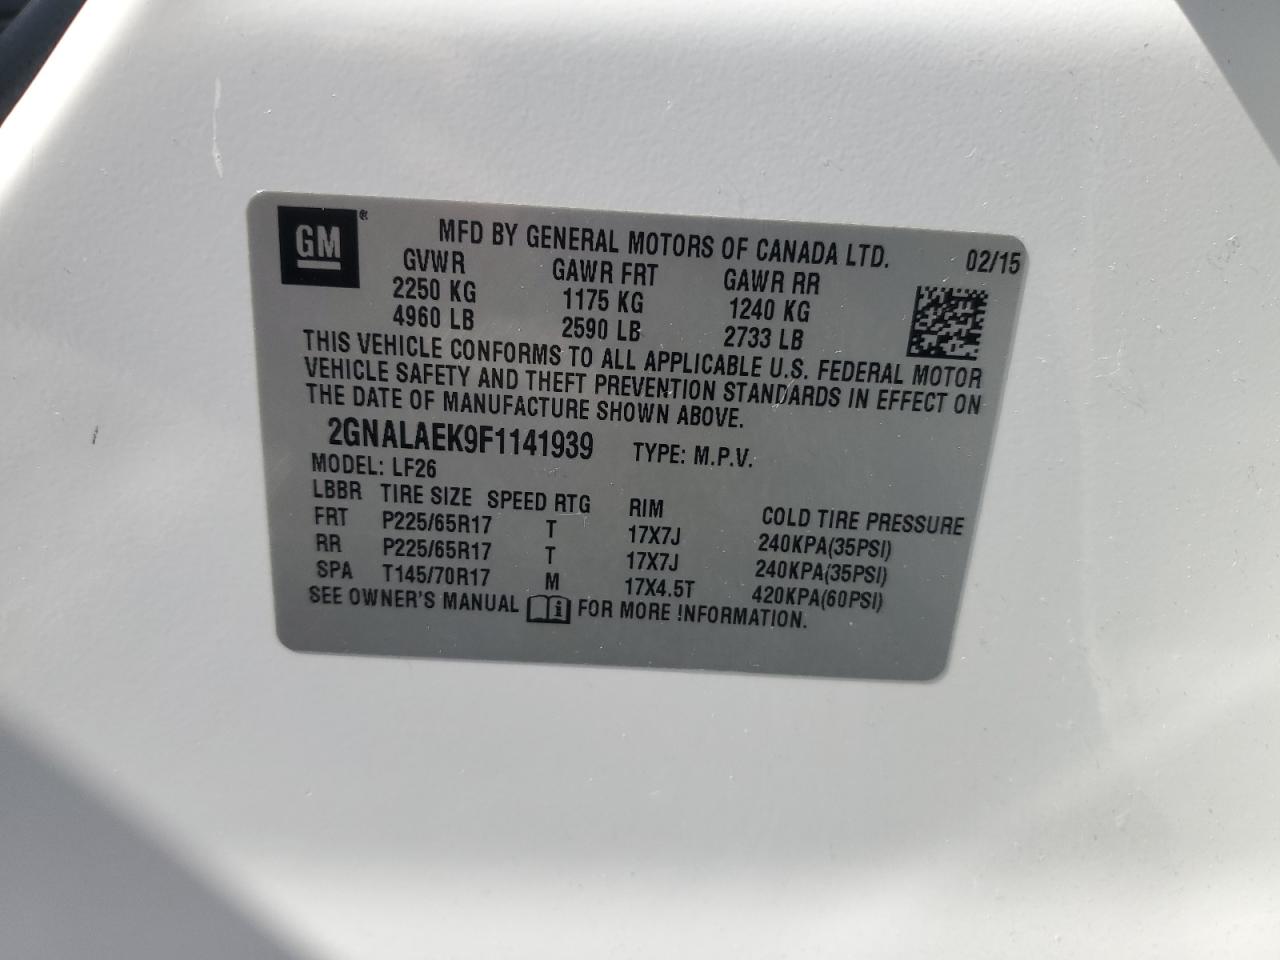 GM ® MFD BY GENERAL MOTORS OF CANADA LTD. 02/15
GVWR GAWR FRT GAWR RR
2250 KG 1175 KG 1240 KG
4960 LB 2590 LB 2733 LB
THIS VEHICLE CONFORMS TO ALL APPLICABLE U.S. FEDERAL MOTOR
VEHICLE SAFETY AND THEFT PREVENTION STANDARDS IN EFFECT ON
THE DATE OF MANUFACTURE SHOWN ABOVE.
2GNALAEK9F1141939 TYPE: M.P.V.
MODEL: LF26
LBBR TIRE SIZE SPEED RTG RIM COLD TIRE PRESSURE
FRT P225/65R17 T 17X7J 240KPA(35PSI)
RR P225/65R17 T 17X7J 240KPA(35PSI)
SPA T145/70R17 M 17X4.5T 420KPA(60PSI)
SEE OWNER'S MANUAL i FOR MORE INFORMATION.